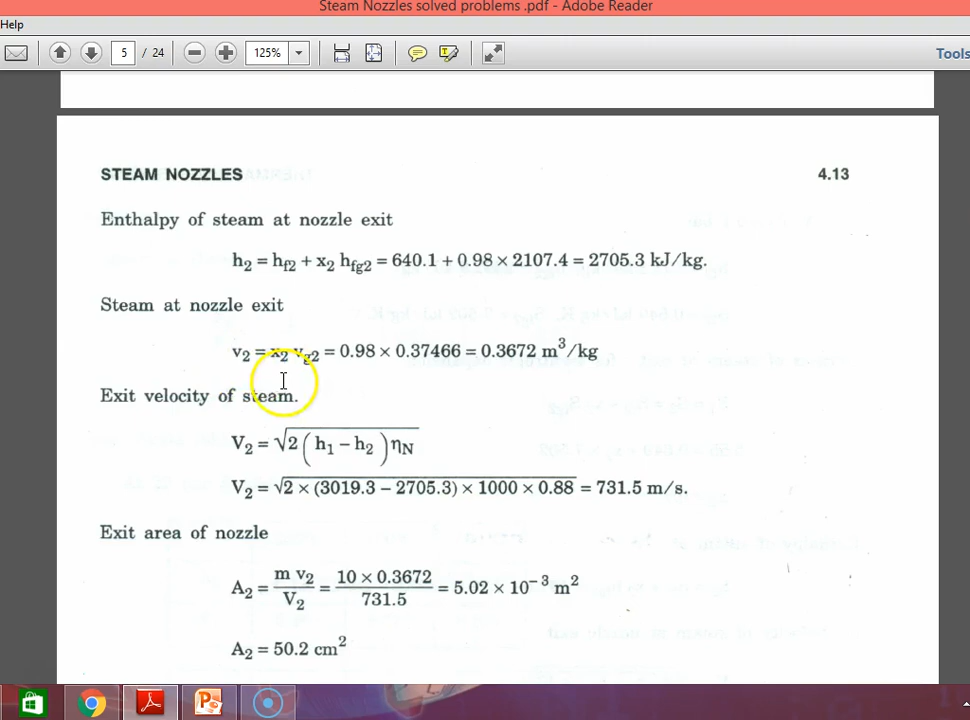 Steam Nozzles solved problems .pdf - Adobe Reader
Help
5 / 24 125% Tools
STEAM NOZZLES 4.13
Enthalpy of steam at nozzle exit
h₂ = h_f2 + x₂ h_fg2 = 640.1 + 0.98 × 2107.4 = 2705.3 kJ/kg.
Steam at nozzle exit
v₂ = x₂ v_g2 = 0.98 × 0.37466 = 0.3672 m³/kg
Exit velocity of steam.
V₂ = √2 ( h₁ − h₂ ) η_N
V₂ = √2 × (3019.3 − 2705.3) × 1000 × 0.88 = 731.5 m/s.
Exit area of nozzle
A₂ = m v₂ / V₂ = 10 × 0.3672 / 731.5 = 5.02 × 10⁻³ m²
A₂ = 50.2 cm²